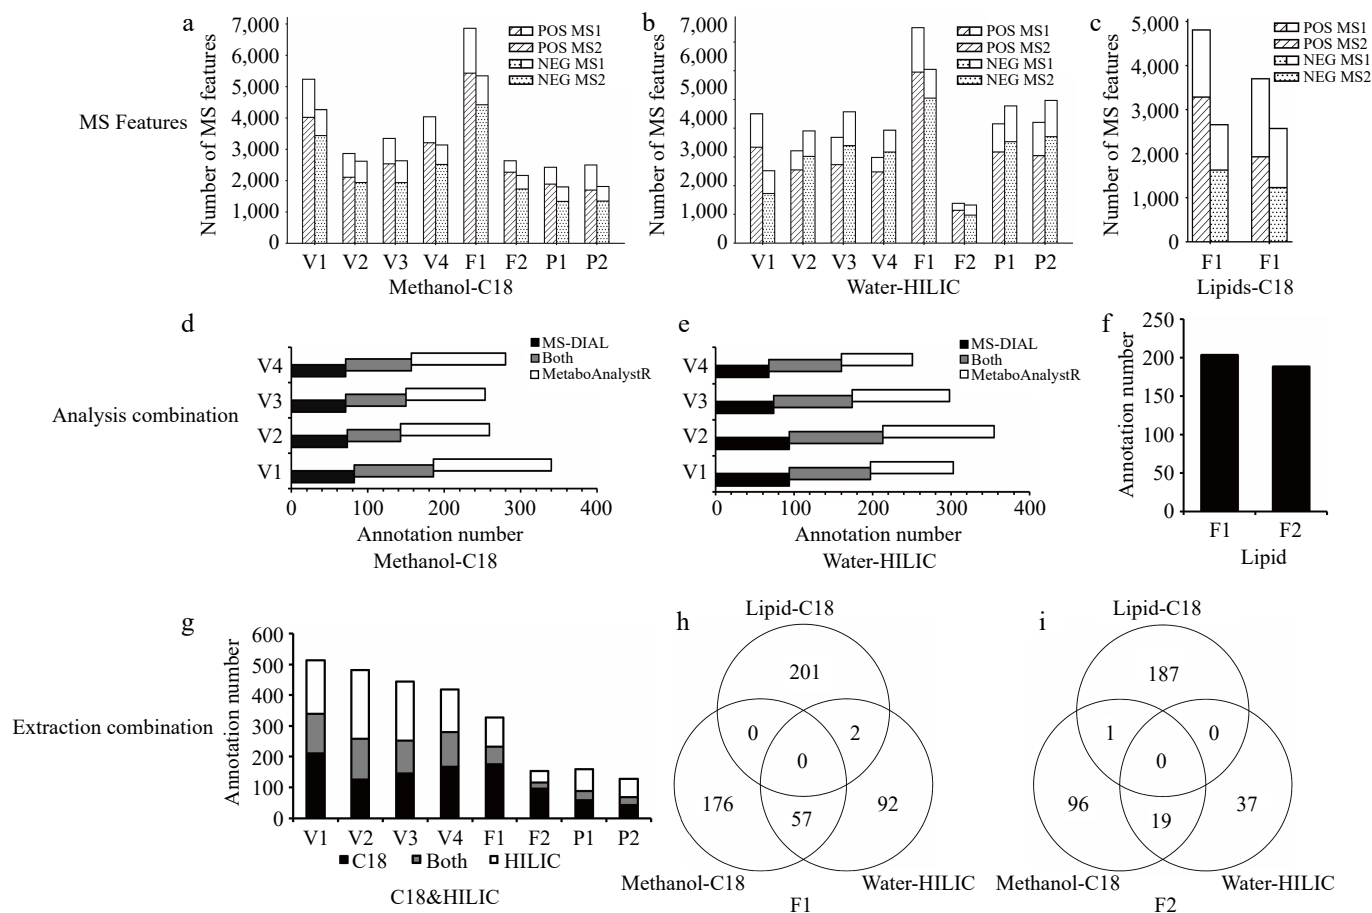 MS Features
a
7,000
6,000
5,000
4,000
3,000
2,000
1,000
0
Number of MS features
POS MS1
POS MS2
NEG MS1
NEG MS2
V1 V2 V3 V4 F1 F2 P1 P2
Methanol-C18
b
7,000
6,000
5,000
4,000
3,000
2,000
1,000
0
Number of MS features
POS MS1
POS MS2
NEG MS1
NEG MS2
V1 V2 V3 V4 F1 F2 P1 P2
Water-HILIC
c
5,000
4,000
3,000
2,000
1,000
0
Number of MS features
POS MS1
POS MS2
NEG MS1
NEG MS2
F1 F1
Lipids-C18
Analysis combination
d
MS-DIAL
Both
MetaboAnalystR
V4
V3
V2
V1
0 100 200 300 400
Annotation number
Methanol-C18
e
MS-DIAL
Both
MetaboAnalystR
V4
V3
V2
V1
0 100 200 300 400
Annotation number
Water-HILIC
f
250
200
150
100
50
0
Annotation number
F1 F2
Lipid
Extraction combination
g
600
500
400
300
200
100
0
Annotation number
V1 V2 V3 V4 F1 F2 P1 P2
C18 Both HILIC
C18&HILIC
h
Lipid-C18
201
0 2
0
176 92
57
Methanol-C18 Water-HILIC
F1
i
Lipid-C18
187
1 0
0
96 37
19
Methanol-C18 Water-HILIC
F2